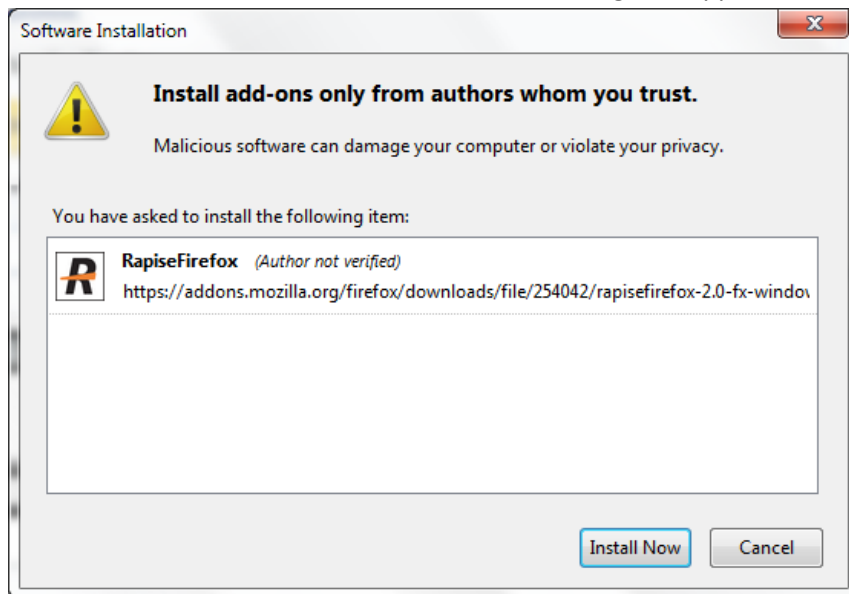 Software Installation
Install add-ons only from authors whom you trust.
Malicious software can damage your computer or violate your privacy.
You have asked to install the following item:
RapiseFirefox (Author not verified)
https://addons.mozilla.org/firefox/downloads/file/254042/rapisefirefox-2.0-fx-windov
Install Now Cancel